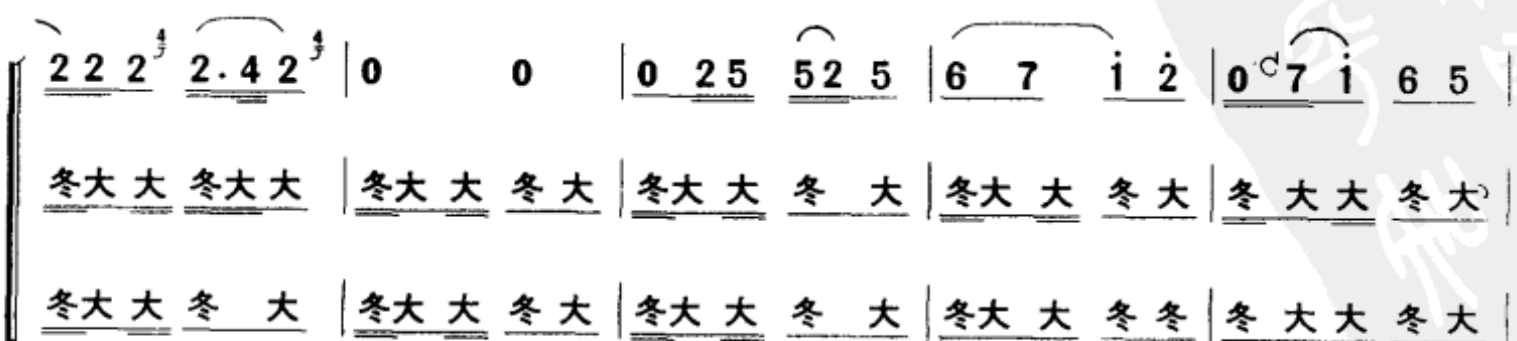 2 2 2 4 2 . 4 2 4 | 0 0 | 0 2 5 5 2 5 | 6 7 i̇ 2̇ | 0 7 i̇ 6 5 |
冬大 大 冬大 大 | 冬大 大 冬 大 | 冬大 大 冬 大 | 冬大 大 冬 大 | 冬 大 大 冬 大 |
冬大 大 冬 大 | 冬大 大 冬 大 | 冬大 大 冬 大 | 冬大 大 冬 冬 | 冬 大 大 冬 大 |